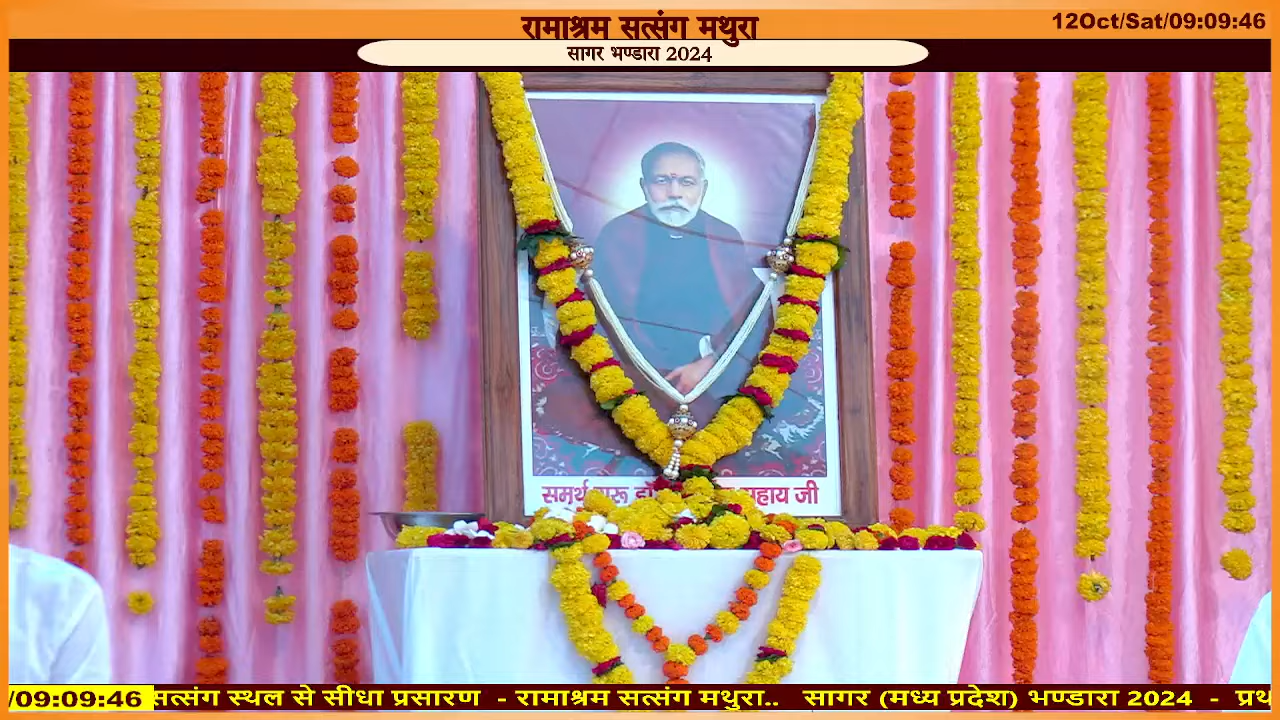 रामाश्रम सत्संग मथुरा
12Oct/Sat/09:09:46
सागर भण्डारा 2024
समर्थ गुरू सहाय जी
/09:09:46 सत्संग स्थल से सीधा प्रसारण - रामाश्रम सत्संग मथुरा.. सागर (मध्य प्रदेश) भण्डारा 2024 -